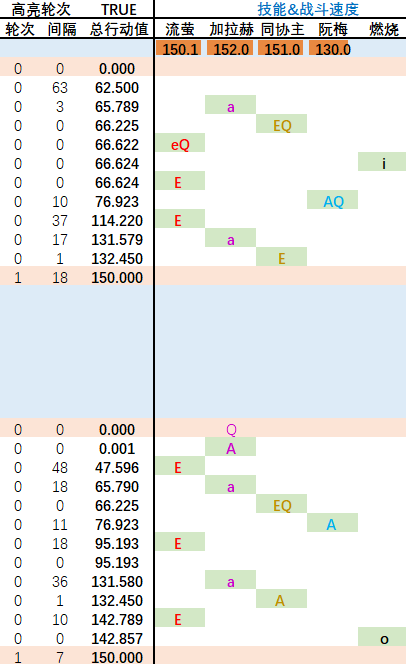 高亮轮次 TRUE 技能&战斗速度
轮次 间隔 总行动值 流萤 加拉赫 同协主 阮梅 燃烧
150.1 152.0 151.0 130.0
0 0 0.000
0 63 62.500
0 3 65.789 a
0 0 66.225 EQ
0 0 66.622 eQ
0 0 66.624 i
0 0 66.624 E
0 10 76.923 AQ
0 37 114.220 E
0 17 131.579 a
0 1 132.450 E
1 18 150.000
0 0 0.000 Q
0 0 0.001 A
0 48 47.596 E
0 18 65.790 a
0 0 66.225 EQ
0 11 76.923 A
0 18 95.193 E
0 0 95.193
0 36 131.580 a
0 1 132.450 A
0 10 142.789 E
0 0 142.857 o
1 7 150.000